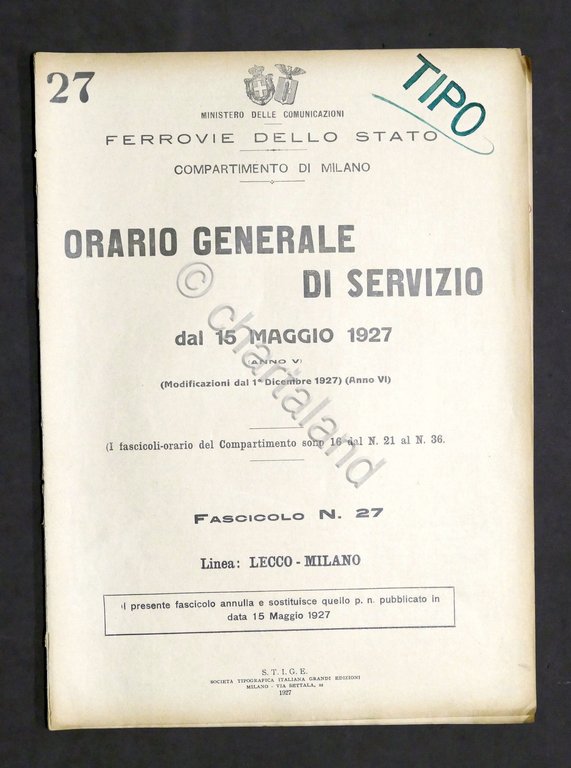 27
TIPO
MINISTERO DELLE COMUNICAZIONI
FERROVIE DELLO STATO
COMPARTIMENTO DI MILANO
ORARIO GENERALE
DI SERVIZIO
dal 15 MAGGIO 1927
(ANNO V)
(Modificazioni dal 1° Dicembre 1927) (Anno VI)
(I fascicoli-orario del Compartimento sono 16 dal N. 21 al N. 36.
FASCICOLO N. 27
Linea: LECCO - MILANO
l presente fascicolo annulla e sostituisce quello p. n. pubblicato in
data 15 Maggio 1927
S. T. I. G. E.
SOCIETÀ TIPOGRAFICA ITALIANA GRANDI EDIZIONI
MILANO - VIA SETTALA,
1927
© chartaland